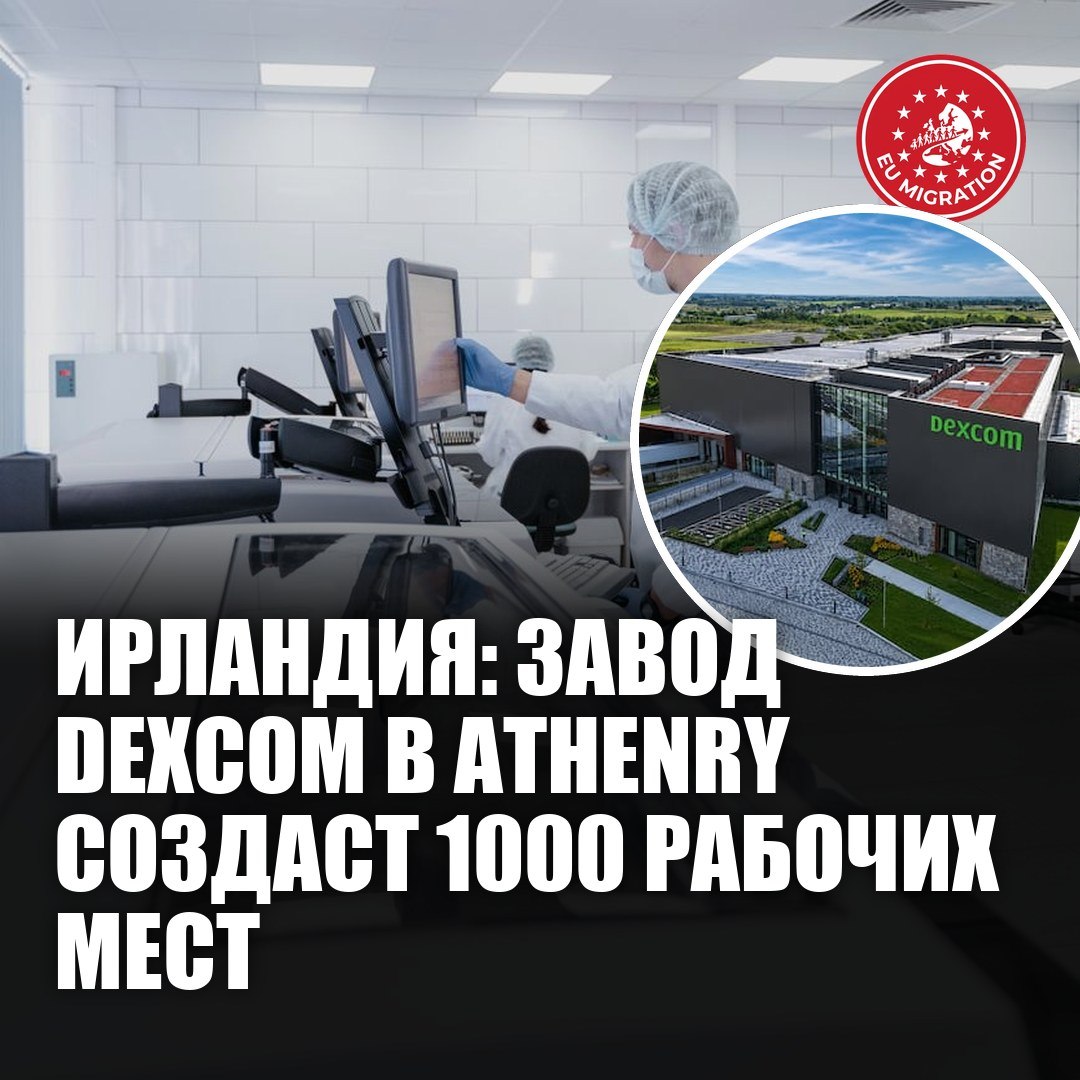 EU MIGRATION
Dexcom
ИРЛАНДИЯ: ЗАВОД
DEXCOM В ATHENRY
СОЗДАСТ 1000 РАБОЧИХ
МЕСТ